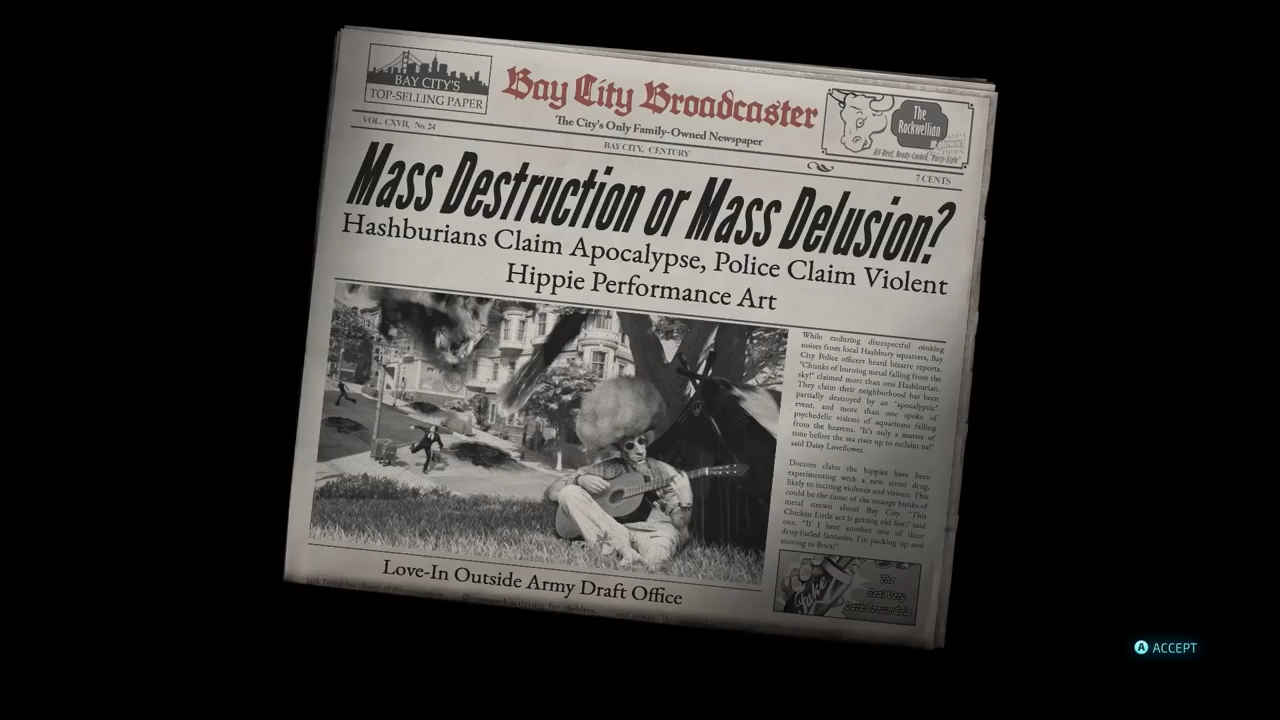 BAY CITY'S
TOP-SELLING PAPER
Bay City Broadcaster
The City's Only Family-Owned Newspaper
The
Rockwellian
All-Beef, Ready-Cooked, "Party-Style"
VOL. CXVII, No. 24
BAY CITY, CENTURY
7 CENTS
Mass Destruction or Mass Delusion?
Hashburians Claim Apocalypse, Police Claim Violent
Hippie Performance Art
While enduring disrespectful oinking
noises from local Hashbury squatters, Bay
City Police officers heard bizarre reports.
"Chunks of burning metal falling from the
sky!" claimed more than one Hashburian.
They claim their neighborhood has been
partially destroyed by an "apocalyptic"
event, and more than one spoke of
psychedelic visions of aquariums falling
from the heavens. "It's only a matter of
time before the sea rises up to reclaim us!"
said Daisy Loveflower.
Doctors claim the hippies have been
experimenting with a new street drug,
likely to inciting violence and visions. This
could be the cause of the strange hunks of
metal strewn about Bay City. "This
Chicken Little act is getting old fast," said
one. "If I hear another one of these
drug-fueled fantasies, I'm packing up and
moving to Boca!"
Love-In Outside Army Draft Office
The
Real Very
Dark Brown Cola
ACCEPT
A